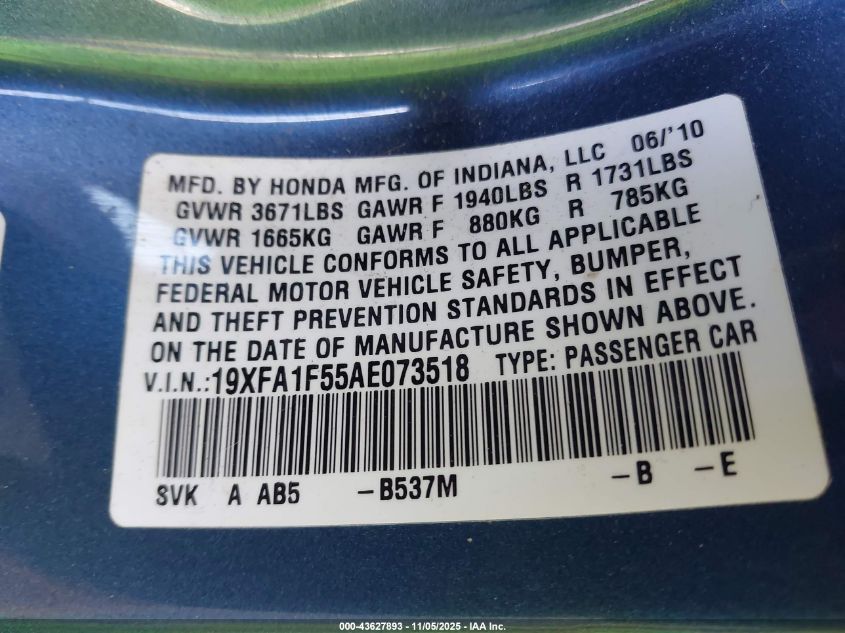 MFD. BY HONDA MFG. OF INDIANA, LLC 06/'10
GVWR 3671LBS GAWR F 1940LBS R 1731LBS
GVWR 1665KG GAWR F 880KG R 785KG
THIS VEHICLE CONFORMS TO ALL APPLICABLE
FEDERAL MOTOR VEHICLE SAFETY, BUMPER,
AND THEFT PREVENTION STANDARDS IN EFFECT
ON THE DATE OF MANUFACTURE SHOWN ABOVE.
V.I.N.:19XFA1F55AE073518 TYPE: PASSENGER CAR
SVK A AB5 -B537M -B -E
000-43627893 - 11/05/2025 - IAA Inc.